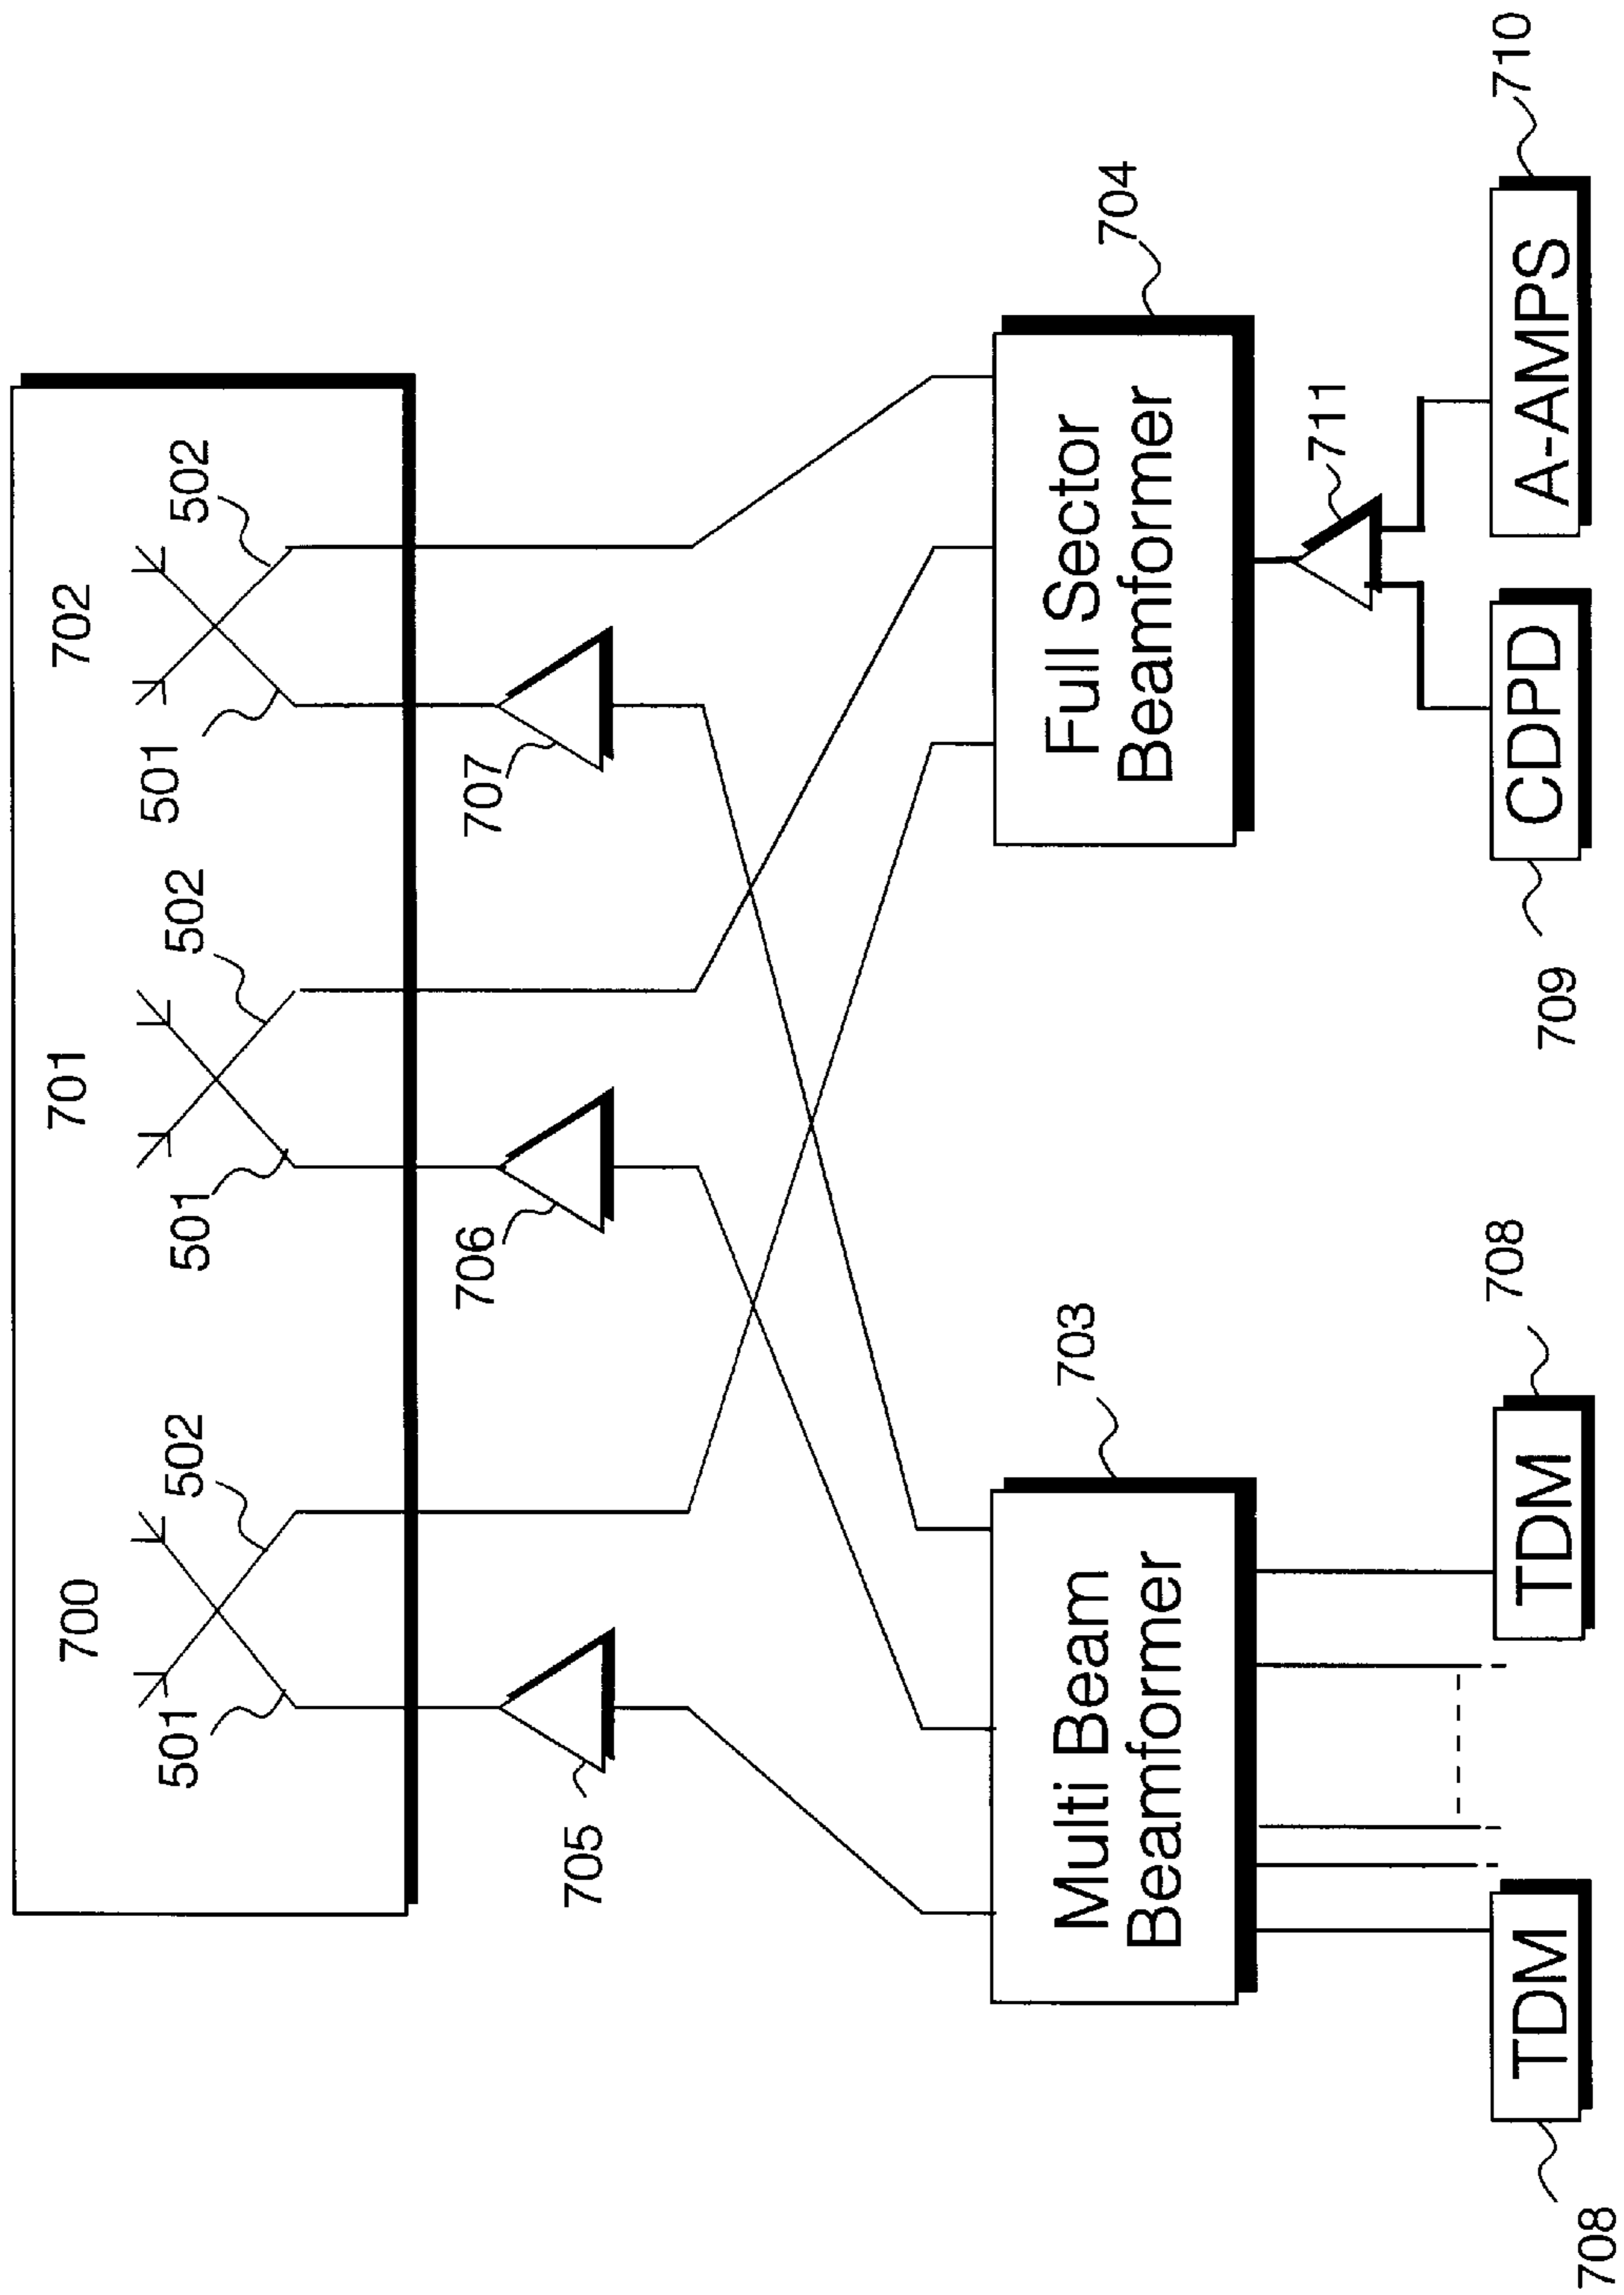 700
701
702
501
502
501
502
501
502
705
706
707
703
704
Multi Beam
Beamformer
Full Sector
Beamformer
711
708
TDM
TDM
708
709
CDPD
A-AMPS
710